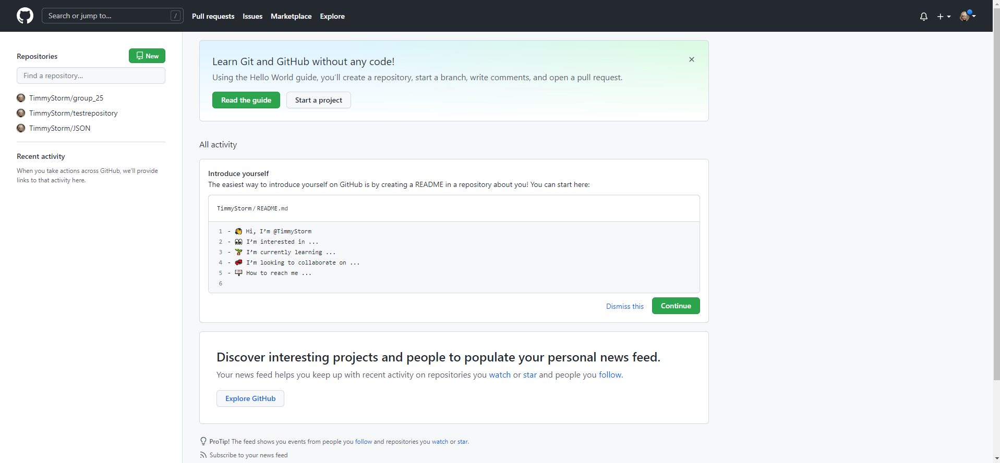 Search or jump to...
/
Pull requests
Issues
Marketplace
Explore
Repositories
New
Find a repository...
TimmyStorm/group_25
TimmyStorm/testrepository
TimmyStorm/JSON
Recent activity
When you take actions across GitHub, we’ll provide
links to that activity here.
Learn Git and GitHub without any code!
Using the Hello World guide, you’ll create a repository, start a branch, write comments, and open a pull request.
Read the guide
Start a project
All activity
Introduce yourself
The easiest way to introduce yourself on GitHub is by creating a README in a repository about you! You can start here:
TimmyStorm / README.md
1 - 👋 Hi, I’m @TimmyStorm
2 - 👀 I’m interested in ...
3 - 🌱 I’m currently learning ...
4 - 💞️ I’m looking to collaborate on ...
5 - 📫 How to reach me ...
6
Dismiss this
Continue
Discover interesting projects and people to populate your personal news feed.
Your news feed helps you keep up with recent activity on repositories you watch or star and people you follow.
Explore GitHub
ProTip! The feed shows you events from people you follow and repositories you watch or star.
Subscribe to your news feed